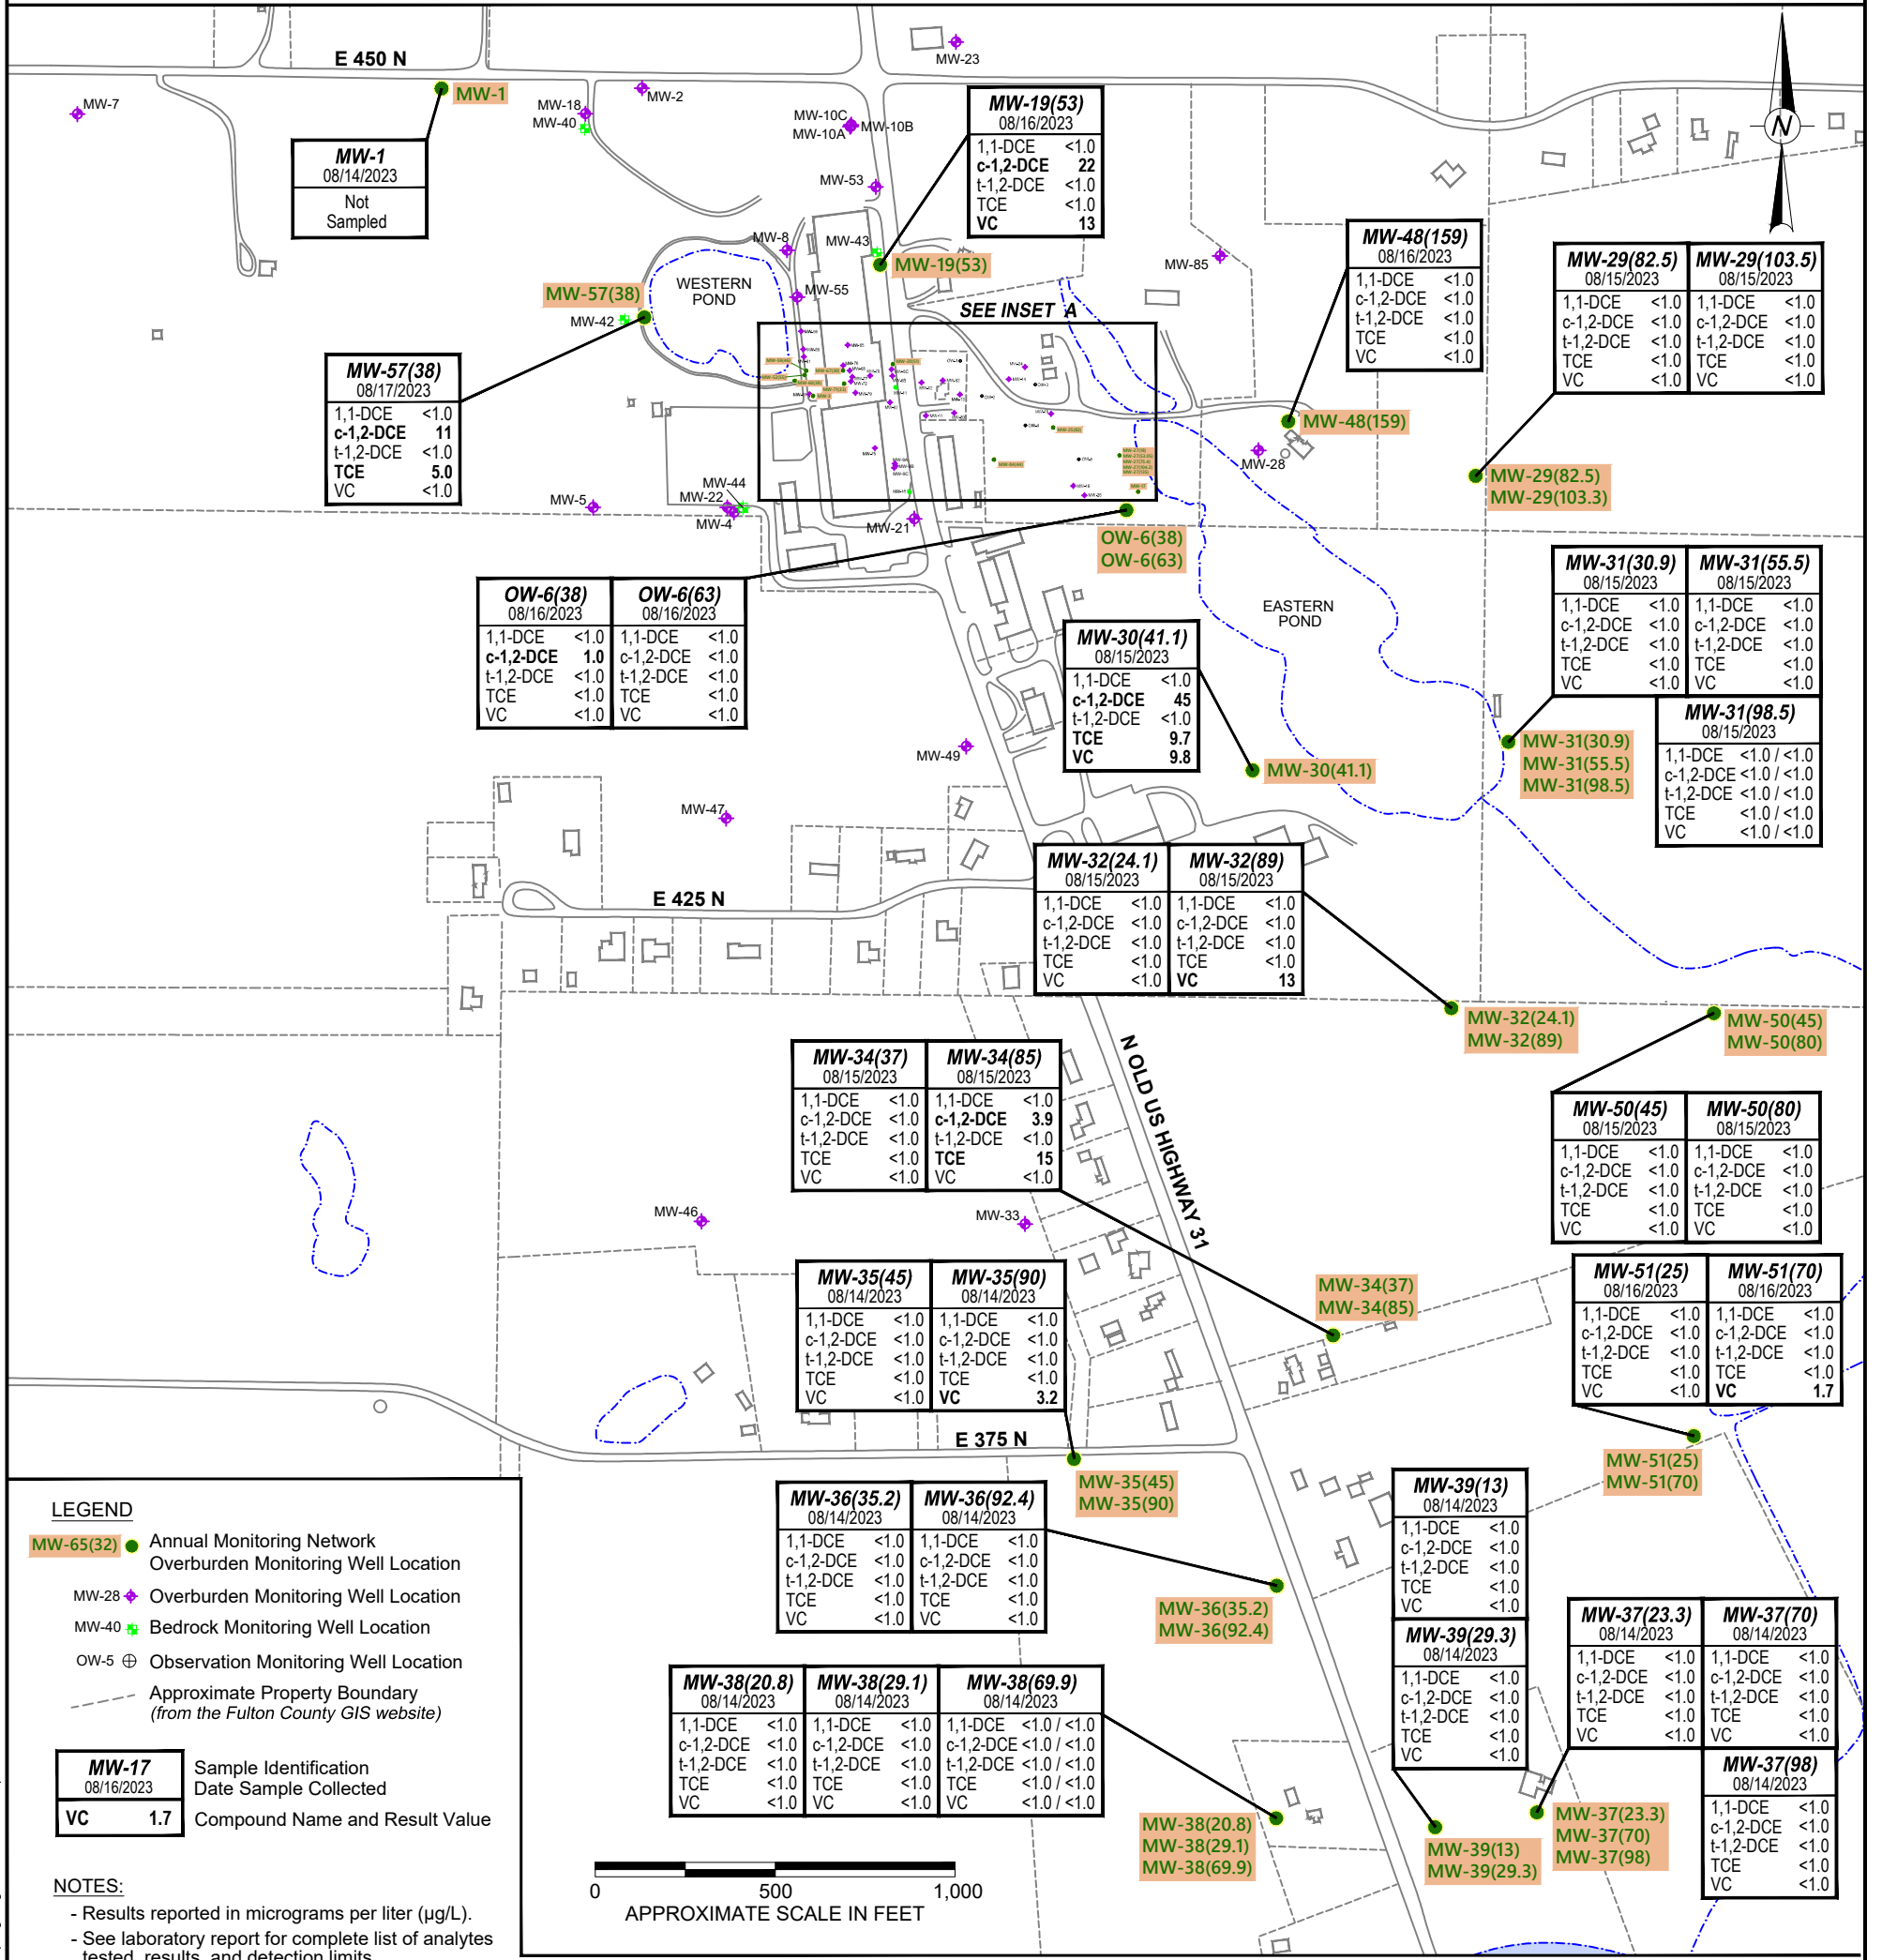 E 450 N
MW-23
MW-7
MW-1
MW-18
MW-40
MW-2
MW-10C
MW-10A
MW-10B
MW-53
MW-1
08/14/2023
Not
Sampled
MW-19(53)
08/16/2023
1,1-DCE <1.0
c-1,2-DCE 22
t-1,2-DCE <1.0
TCE <1.0
VC 13
N
MW-8
MW-43
MW-19(53)
MW-85
MW-57(38)
MW-42
WESTERN
POND
MW-55
SEE INSET A
MW-48(159)
08/16/2023
1,1-DCE <1.0
c-1,2-DCE <1.0
t-1,2-DCE <1.0
TCE <1.0
VC <1.0
MW-29(82.5)
08/15/2023
1,1-DCE <1.0
c-1,2-DCE <1.0
t-1,2-DCE <1.0
TCE <1.0
VC <1.0
MW-29(103.5)
08/15/2023
1,1-DCE <1.0
c-1,2-DCE <1.0
t-1,2-DCE <1.0
TCE <1.0
VC <1.0
MW-57(38)
08/17/2023
1,1-DCE <1.0
c-1,2-DCE 11
t-1,2-DCE <1.0
TCE 5.0
VC <1.0
MW-48(159)
MW-28
MW-29(82.5)
MW-29(103.3)
MW-5
MW-44
MW-22
MW-4
MW-21
OW-6(38)
OW-6(63)
OW-6(38)
08/16/2023
1,1-DCE <1.0
c-1,2-DCE 1.0
t-1,2-DCE <1.0
TCE <1.0
VC <1.0
OW-6(63)
08/16/2023
1,1-DCE <1.0
c-1,2-DCE <1.0
t-1,2-DCE <1.0
TCE <1.0
VC <1.0
EASTERN
POND
MW-30(41.1)
08/15/2023
1,1-DCE <1.0
c-1,2-DCE 45
t-1,2-DCE <1.0
TCE 9.7
VC 9.8
MW-31(30.9)
08/15/2023
1,1-DCE <1.0
c-1,2-DCE <1.0
t-1,2-DCE <1.0
TCE <1.0
VC <1.0
MW-31(55.5)
08/15/2023
1,1-DCE <1.0
c-1,2-DCE <1.0
t-1,2-DCE <1.0
TCE <1.0
VC <1.0
MW-31(98.5)
08/15/2023
1,1-DCE <1.0 / <1.0
c-1,2-DCE <1.0 / <1.0
t-1,2-DCE <1.0 / <1.0
TCE <1.0 / <1.0
VC <1.0 / <1.0
MW-49
MW-30(41.1)
MW-31(30.9)
MW-31(55.5)
MW-31(98.5)
MW-47
E 425 N
MW-32(24.1)
08/15/2023
1,1-DCE <1.0
c-1,2-DCE <1.0
t-1,2-DCE <1.0
TCE <1.0
VC <1.0
MW-32(89)
08/15/2023
1,1-DCE <1.0
c-1,2-DCE <1.0
t-1,2-DCE <1.0
TCE <1.0
VC 13
MW-32(24.1)
MW-32(89)
MW-50(45)
MW-50(80)
N OLD US HIGHWAY 31
MW-34(37)
08/15/2023
1,1-DCE <1.0
c-1,2-DCE <1.0
t-1,2-DCE <1.0
TCE <1.0
VC <1.0
MW-34(85)
08/15/2023
1,1-DCE <1.0
c-1,2-DCE 3.9
t-1,2-DCE <1.0
TCE 15
VC <1.0
MW-50(45)
08/15/2023
1,1-DCE <1.0
c-1,2-DCE <1.0
t-1,2-DCE <1.0
TCE <1.0
VC <1.0
MW-50(80)
08/15/2023
1,1-DCE <1.0
c-1,2-DCE <1.0
t-1,2-DCE <1.0
TCE <1.0
VC <1.0
MW-46
MW-33
MW-34(37)
MW-34(85)
MW-35(45)
08/14/2023
1,1-DCE <1.0
c-1,2-DCE <1.0
t-1,2-DCE <1.0
TCE <1.0
VC <1.0
MW-35(90)
08/14/2023
1,1-DCE <1.0
c-1,2-DCE <1.0
t-1,2-DCE <1.0
TCE <1.0
VC 3.2
MW-51(25)
08/16/2023
1,1-DCE <1.0
c-1,2-DCE <1.0
t-1,2-DCE <1.0
TCE <1.0
VC <1.0
MW-51(70)
08/16/2023
1,1-DCE <1.0
c-1,2-DCE <1.0
t-1,2-DCE <1.0
TCE <1.0
VC 1.7
E 375 N
MW-35(45)
MW-35(90)
MW-51(25)
MW-51(70)
MW-36(35.2)
08/14/2023
1,1-DCE <1.0
c-1,2-DCE <1.0
t-1,2-DCE <1.0
TCE <1.0
VC <1.0
MW-36(92.4)
08/14/2023
1,1-DCE <1.0
c-1,2-DCE <1.0
t-1,2-DCE <1.0
TCE <1.0
VC <1.0
MW-36(35.2)
MW-36(92.4)
MW-39(13)
08/14/2023
1,1-DCE <1.0
c-1,2-DCE <1.0
t-1,2-DCE <1.0
TCE <1.0
VC <1.0
MW-39(29.3)
08/14/2023
1,1-DCE <1.0
c-1,2-DCE <1.0
t-1,2-DCE <1.0
TCE <1.0
VC <1.0
MW-37(23.3)
08/14/2023
1,1-DCE <1.0
c-1,2-DCE <1.0
t-1,2-DCE <1.0
TCE <1.0
VC <1.0
MW-37(70)
08/14/2023
1,1-DCE <1.0
c-1,2-DCE <1.0
t-1,2-DCE <1.0
TCE <1.0
VC <1.0
MW-37(98)
08/14/2023
1,1-DCE <1.0
c-1,2-DCE <1.0
t-1,2-DCE <1.0
TCE <1.0
VC <1.0
MW-38(20.8)
08/14/2023
1,1-DCE <1.0
c-1,2-DCE <1.0
t-1,2-DCE <1.0
TCE <1.0
VC <1.0
MW-38(29.1)
08/14/2023
1,1-DCE <1.0
c-1,2-DCE <1.0
t-1,2-DCE <1.0
TCE <1.0
VC <1.0
MW-38(69.9)
08/14/2023
1,1-DCE <1.0 / <1.0
c-1,2-DCE <1.0 / <1.0
t-1,2-DCE <1.0 / <1.0
TCE <1.0 / <1.0
VC <1.0 / <1.0
MW-38(20.8)
MW-38(29.1)
MW-38(69.9)
MW-39(13)
MW-39(29.3)
MW-37(23.3)
MW-37(70)
MW-37(98)
LEGEND
MW-65(32) Annual Monitoring Network
Overburden Monitoring Well Location
MW-28 Overburden Monitoring Well Location
MW-40 Bedrock Monitoring Well Location
OW-5 Observation Monitoring Well Location
Approximate Property Boundary
(from the Fulton County GIS website)
MW-17 Sample Identification
08/16/2023 Date Sample Collected
VC 1.7 Compound Name and Result Value
NOTES:
- Results reported in micrograms per liter (µg/L).
- See laboratory report for complete list of analytes
tested, results, and detection limits
0 500 1,000
APPROXIMATE SCALE IN FEET